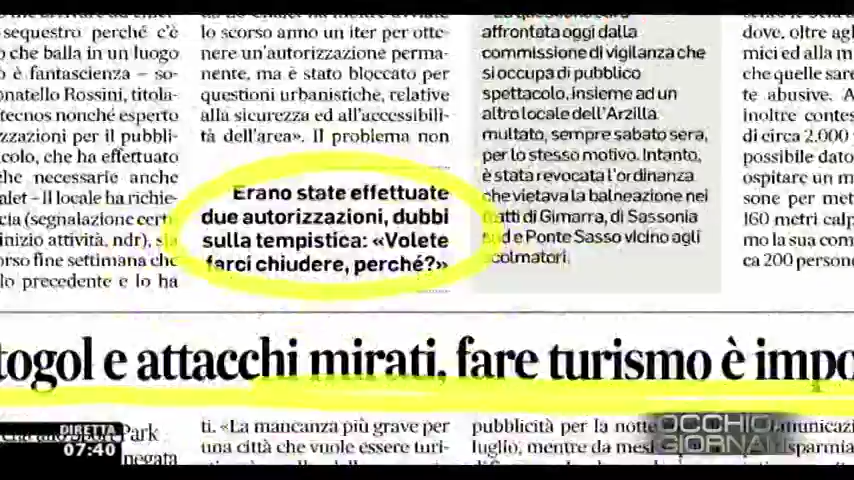 sequestro perché c'è
che balla in un luogo
è fantascienza – so-
onatello Rossini, titola-
tecnos nonché esperto
zzazioni per il pubbli-
colo, che ha effettuato
che necessarie anche
alet – Il locale ha richie-
cia (segnalazione cert
inizio attività, ndr), sia
orso fine settimana che
lo precedente e lo ha
lo scorso anno un iter per otte-
nere un'autorizzazione perma-
nente, ma è stato bloccato per
questioni urbanistiche, relative
alla sicurezza ed all'accessibili-
tà dell'area». Il problema non
Erano state effettuate
due autorizzazioni, dubbi
sulla tempistica: «Volete
farci chiudere, perché?»
affrontata oggi dalla
commissione di vigilanza che
si occupa di pubblico
spettacolo, insieme ad un
altro locale dell'Arzilla
multato, sempre sabato sera,
per lo stesso motivo. Intanto,
è stata revocata l'ordinanza
che vietava la balneazione nei
tratti di Gimarra, di Sassonia
sud e Ponte Sasso vicino agli
scolmatori.
dove, oltre agl
mici ed alla m
che quelle sare
te abusive. A
inoltre contes
di circa 2.000
possibile dato
ospitare un m
sone per met
160 metri calp
mo la sua com
ca 200 persone
togol e attacchi mirati, fare turismo è impo
Park
negata
ti. «La mancanza più grave per
una città che vuole essere turi-
pubblicità per la notte
luglio, mentre da mesi
municazi
risparmia
DIRETTA
07:40
OCCHIO
GIORNAL